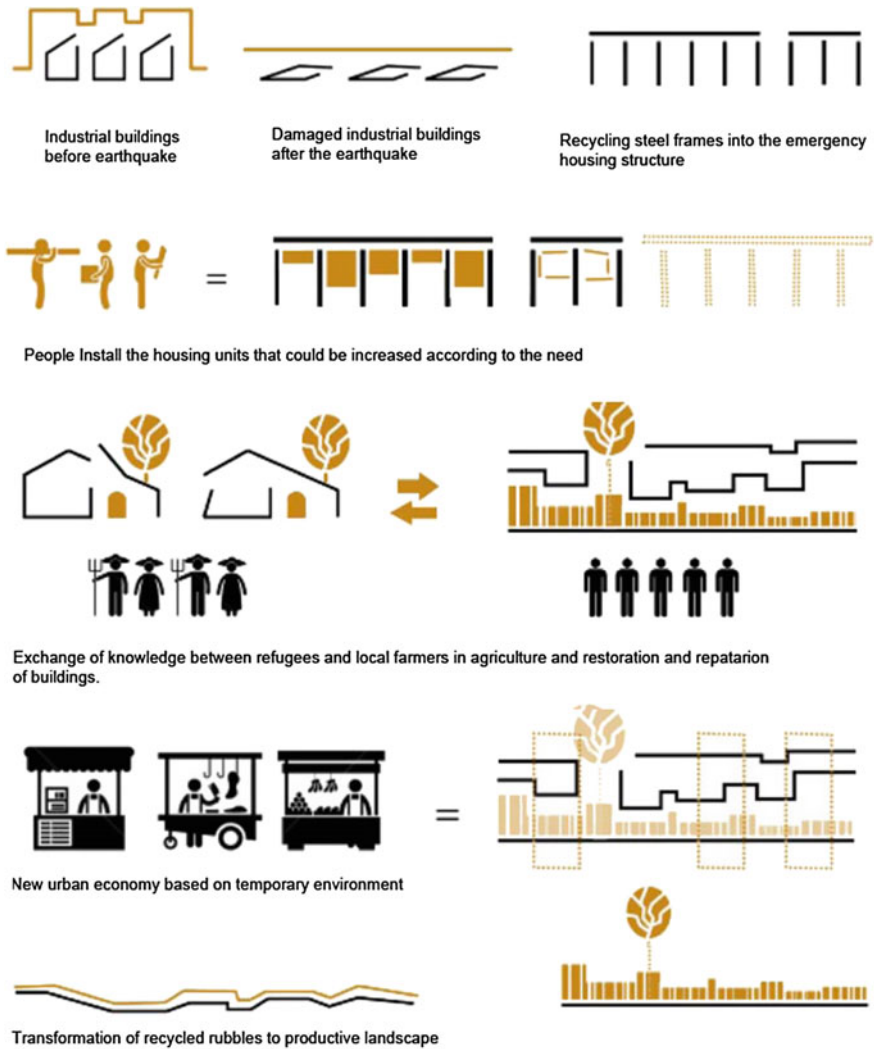 Industrial buildings
before earthquake
Damaged industrial buildings
after the earthquake
Recycling steel frames into the emergency
housing structure
=
People Install the housing units that could be increased according to the need
Exchange of knowledge between refugees and local farmers in agriculture and restoration and repatarion
of buildings.
=
New urban economy based on temporary environment
Transformation of recycled rubbles to productive landscape